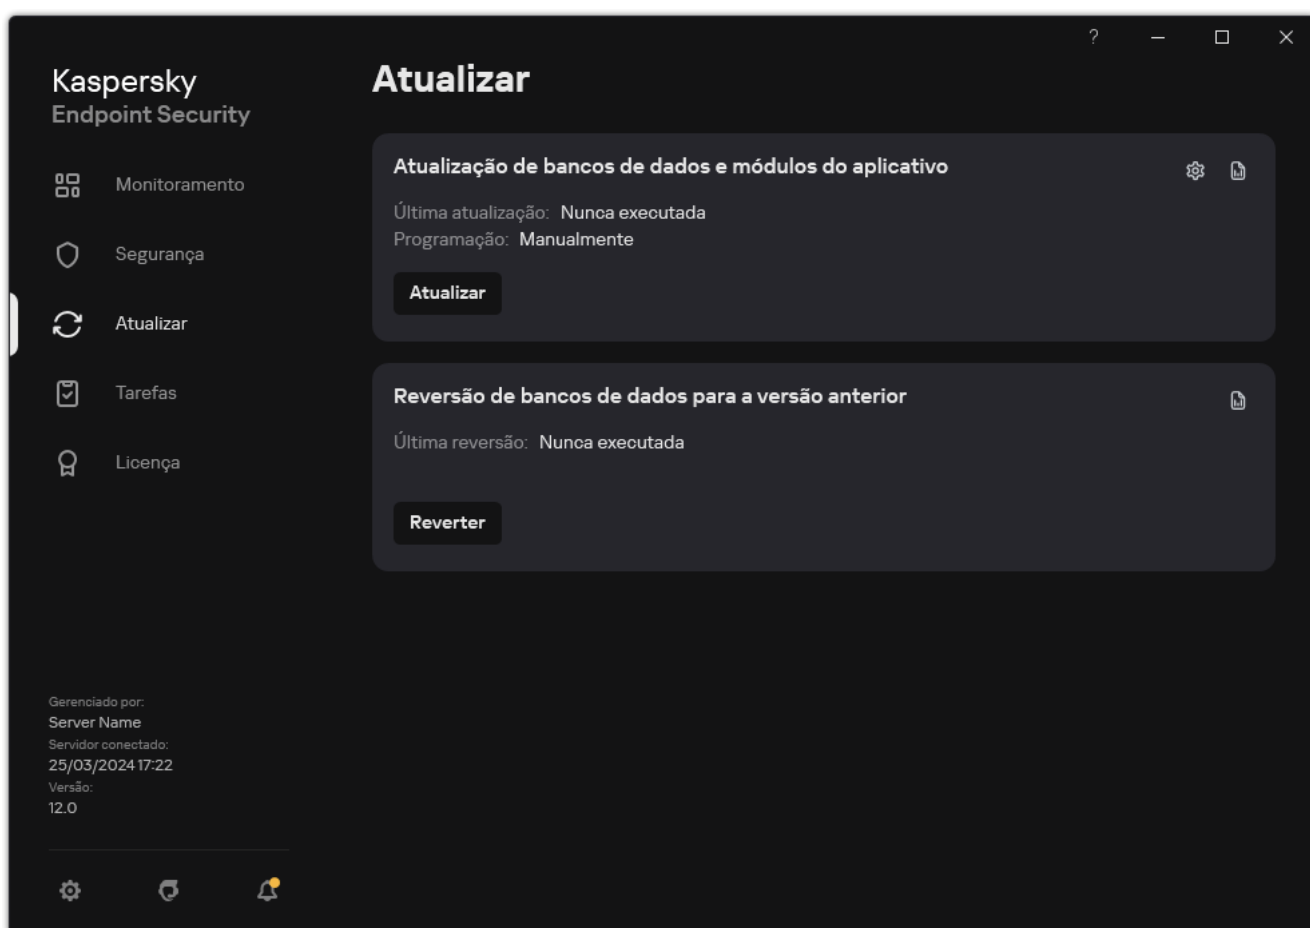 ?
Kaspersky
Endpoint Security
Monitoramento
Segurança
Atualizar
Tarefas
Licença
Gerenciado por:
Server Name
Servidor conectado:
25/03/2024 17:22
Versão:
12.0
Atualizar
Atualização de bancos de dados e módulos do aplicativo
Última atualização: Nunca executada
Programação: Manualmente
Atualizar
Reversão de bancos de dados para a versão anterior
Última reversão: Nunca executada
Reverter